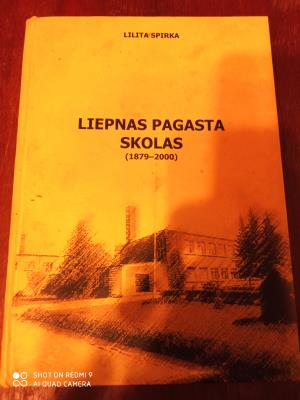 LILITA SPIRKA
LIEPNAS PAGASTA
SKOLAS
(1879–2000)
SHOT ON REDMI 9
AI QUAD CAMERA